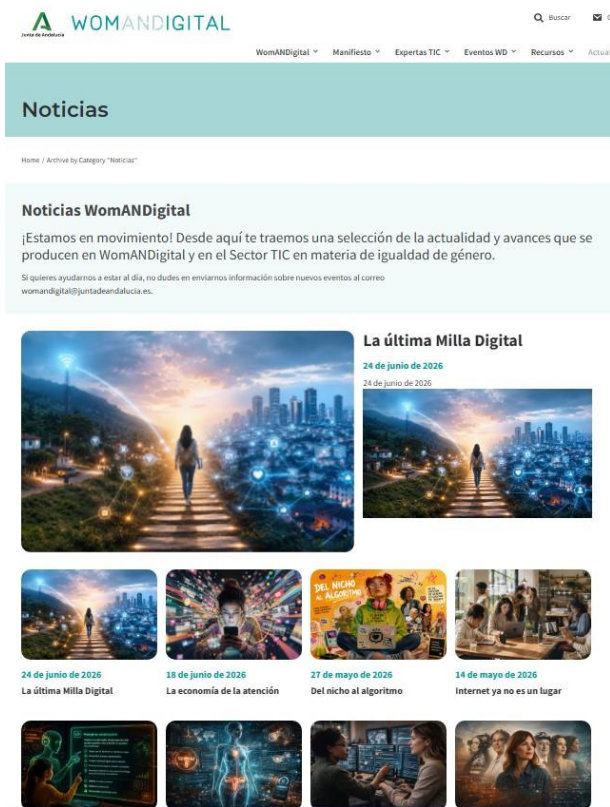 Junta de Andalucía
WOMANDIGITAL
Buscar
WomANDigital
Manifiesto
Expertas TIC
Eventos WD
Recursos
Noticias
Home / Archive by Category "Noticias"
Noticias WomANDigital
¡Estamos en movimiento! Desde aquí te traemos una selección de la actualidad y avances que se
producen en WomANDigital y en el Sector TIC en materia de igualdad de género.
Si quieres ayudarnos a estar al día, no dudes en enviarnos información sobre nuevos eventos al correo
womandigital@juntadeandalucia.es.
La última Milla Digital
24 de junio de 2026
24 de junio de 2026
DEL NICHO
AL ALGORITMO
24 de junio de 2026
La última Milla Digital
18 de junio de 2026
La economía de la atención
27 de mayo de 2026
Del nicho al algoritmo
14 de mayo de 2026
Internet ya no es un lugar